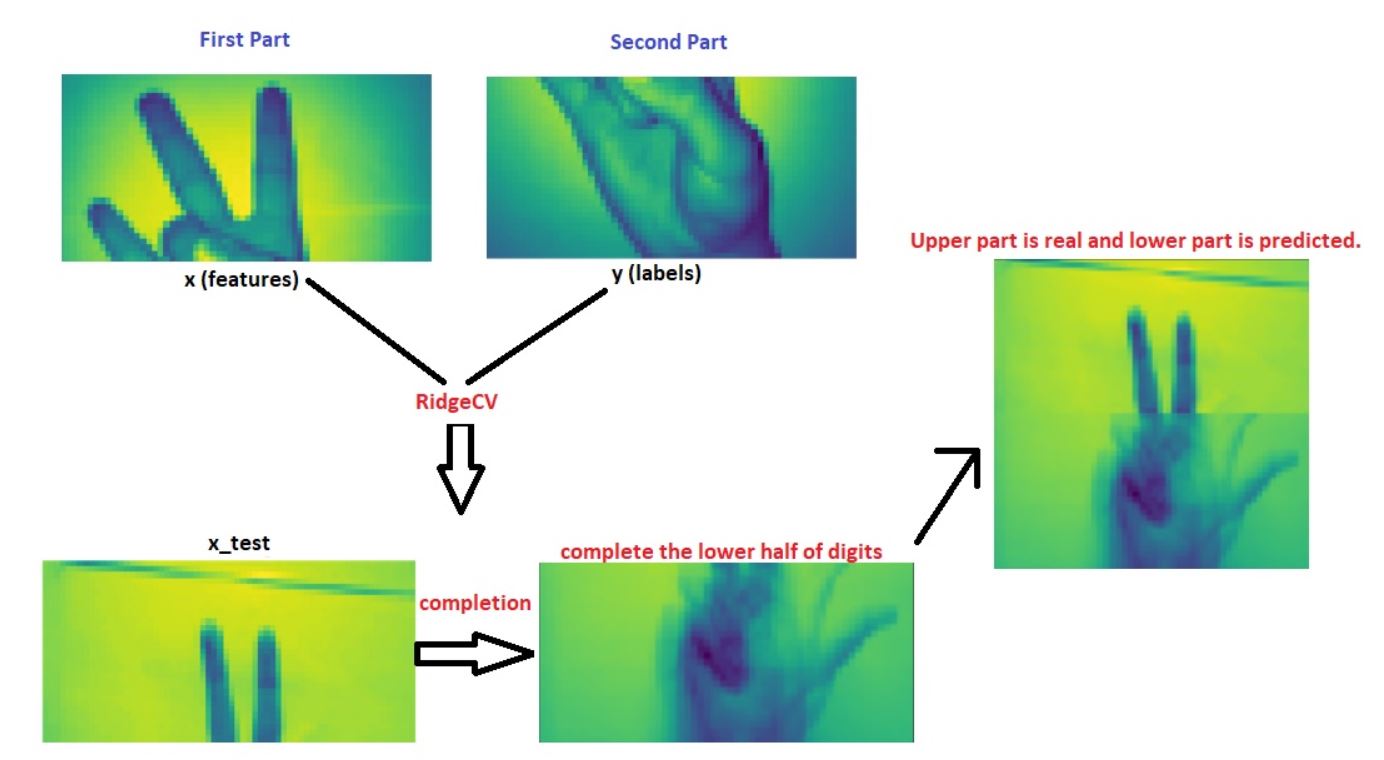 First Part
Second Part
x (features)
y (labels)
RidgeCV
Upper part is real and lower part is predicted.
x_test
completion
complete the lower half of digits